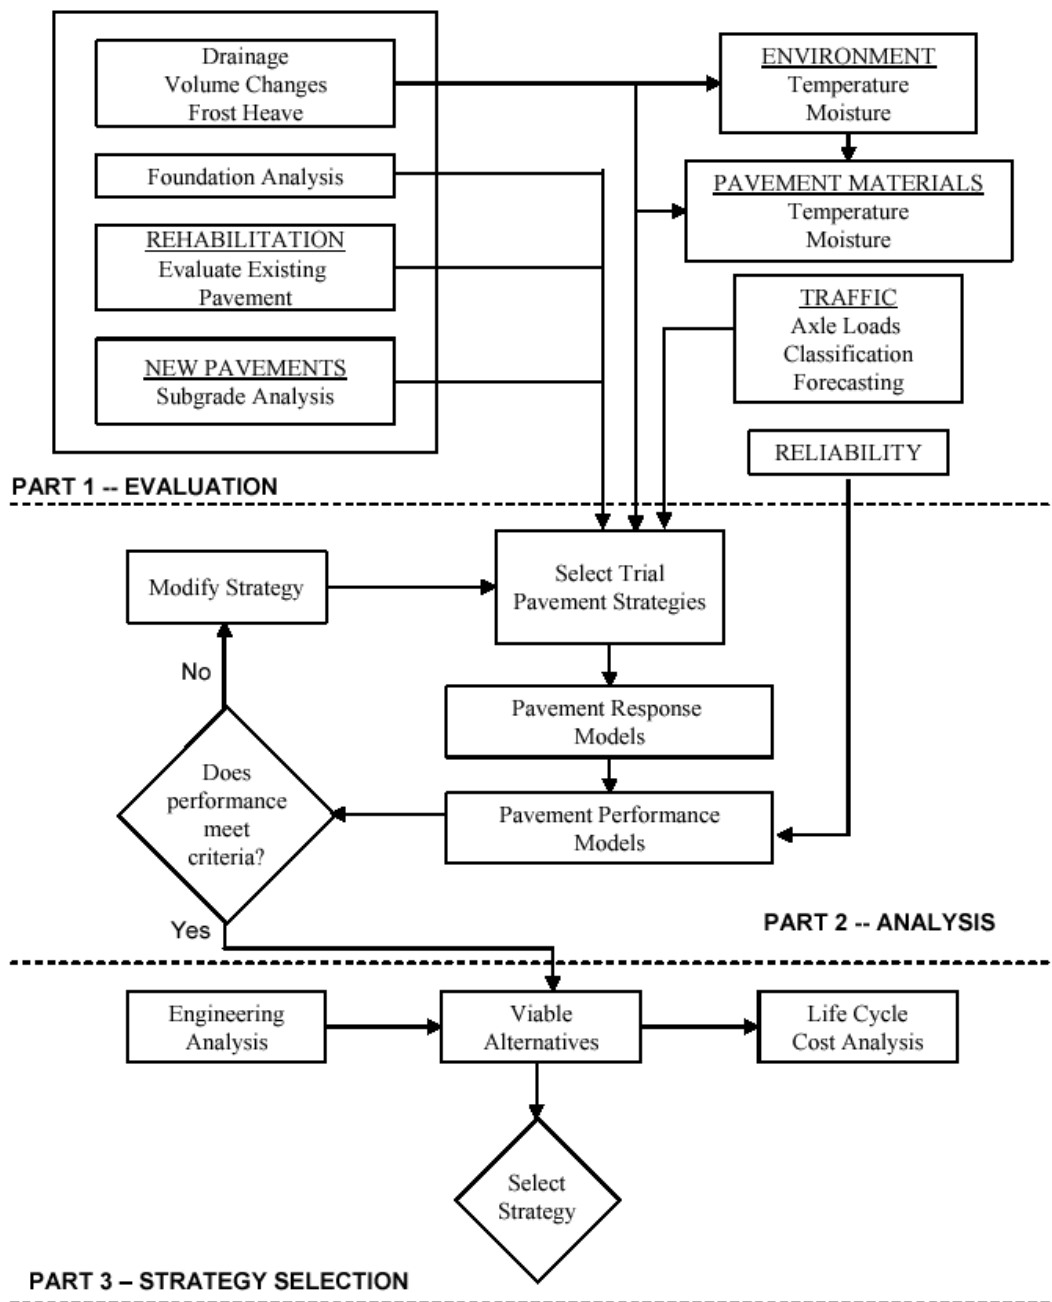 Drainage
Volume Changes
Frost Heave
ENVIRONMENT
Temperature
Moisture
Foundation Analysis
PAVEMENT MATERIALS
Temperature
Moisture
REHABILITATION
Evaluate Existing
Pavement
TRAFFIC
Axle Loads
Classification
Forecasting
NEW PAVEMENTS
Subgrade Analysis
RELIABILITY
PART 1 -- EVALUATION
Modify Strategy
Select Trial
Pavement Strategies
No
Pavement Response
Models
Does
performance
meet
criteria?
Pavement Performance
Models
Yes
PART 2 -- ANALYSIS
Engineering
Analysis
Viable
Alternatives
Life Cycle
Cost Analysis
Select
Strategy
PART 3 – STRATEGY SELECTION